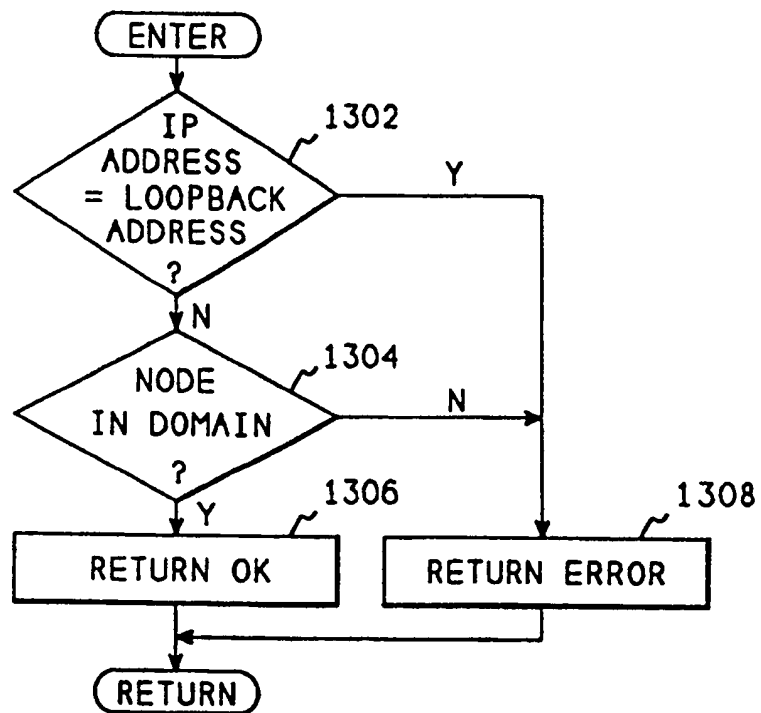 ENTER
1302
IP
ADDRESS
= LOOPBACK
ADDRESS
?
Y
N
1304
NODE
IN DOMAIN
?
N
Y
1306
RETURN OK
1308
RETURN ERROR
RETURN